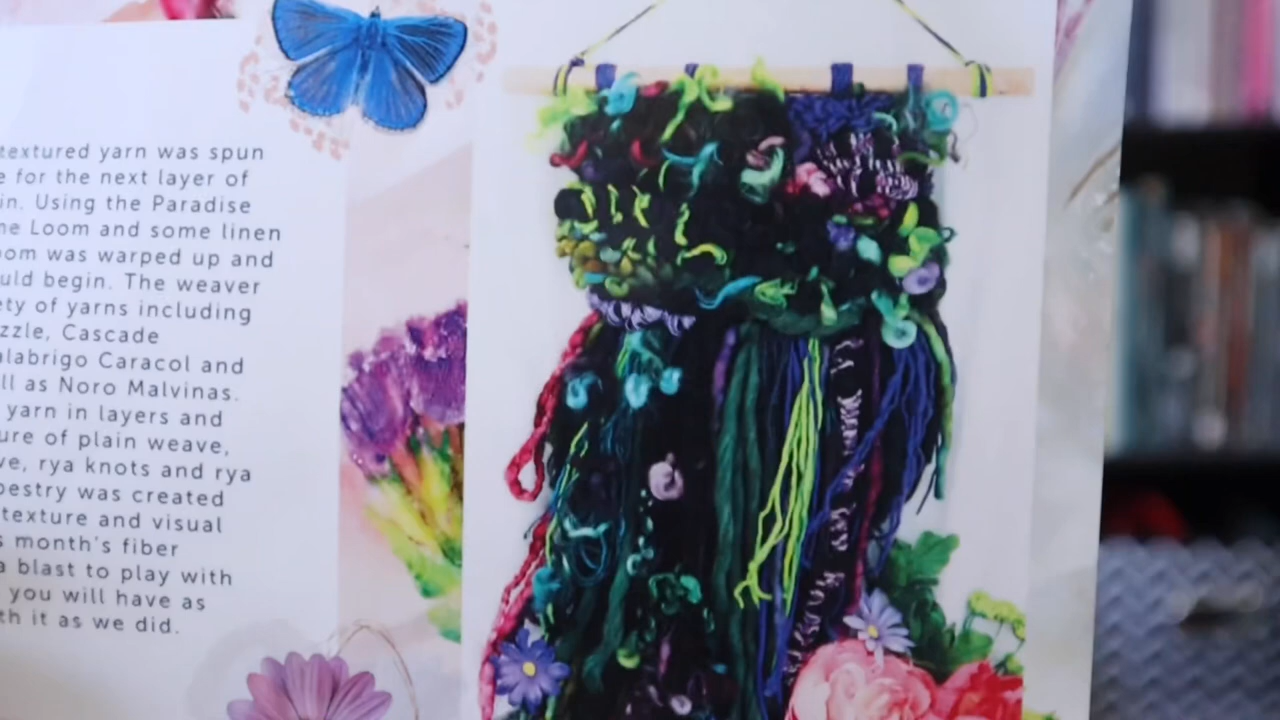 textured yarn was spun
e for the next layer of
in. Using the Paradise
ne Loom and some linen
oom was warped up and
uld begin. The weaver
ety of yarns including
zzle, Cascade
alabrigo Caracol and
ll as Noro Malvinas.
yarn in layers and
ure of plain weave,
ve, rya knots and rya
pestry was created
texture and visual
s month's fiber
a blast to play with
you will have as
th it as we did.